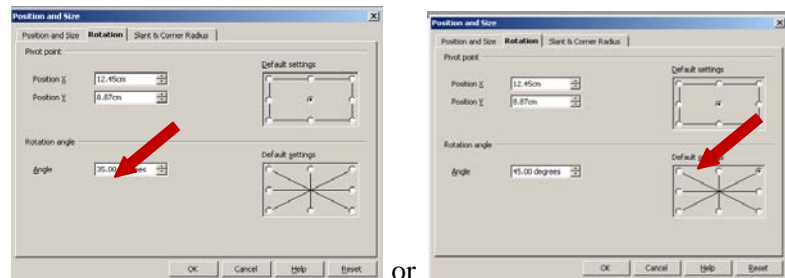 Position and Size
Position and Size Rotation Slant & Corner Radius
Pivot point
Default settings
Position X 12.45cm
Position Y 8.87cm
Rotation angle
Default settings
Angle 35.00
OK Cancel Help Reset
or
Position and Size
Position and Size Rotation Slant & Corner Radius
Pivot point
Default settings
Position X 12.45cm
Position Y 8.87cm
Rotation angle
Default
Angle 45.00 degrees
OK Cancel Help Reset